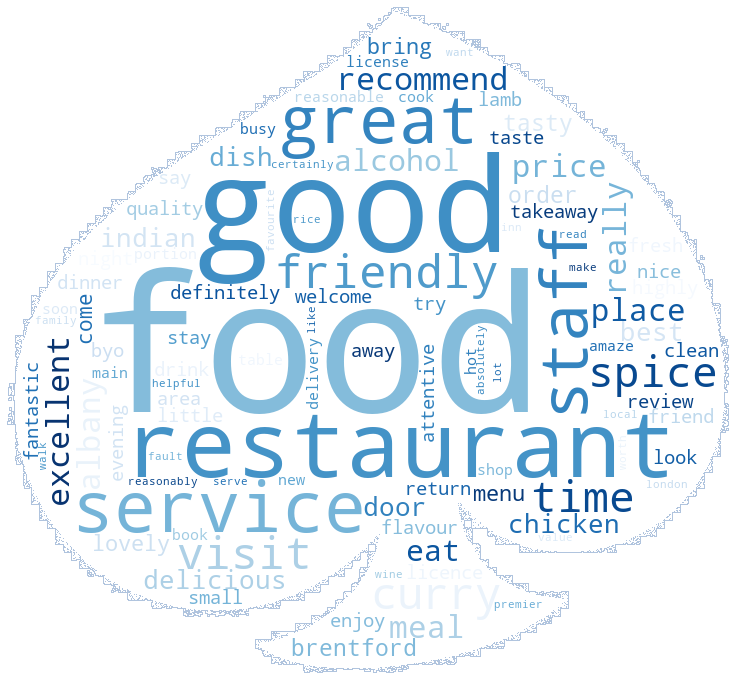 bring
want
license
recommend
reasonable
cook
lamb
great
tasty
busy
taste
dish
certainly
alcohol
price
say
good
order
quality
favourite
rice
takeaway
indian
staff
read
inn
really
fresh
night
portion
friendly
make
nice
dinner
definitely
welcome
try
highly
soon
come
food
place
family
stay
like
best
byo
away
hot
amaze
clean
main
drink
table
delivery
attentive
absolutely
lot
spice
fantastic
excellent
albany
helpful
area
review
walk
evening
little
restaurant
local
friend
fault
worth
look
reasonably
serve
new
shop
london
service
return
menu
time
door
book
flavour
chicken
lovely
visit
eat
value
delicious
wine
licence
small
curry
premier
enjoy
meal
brentford